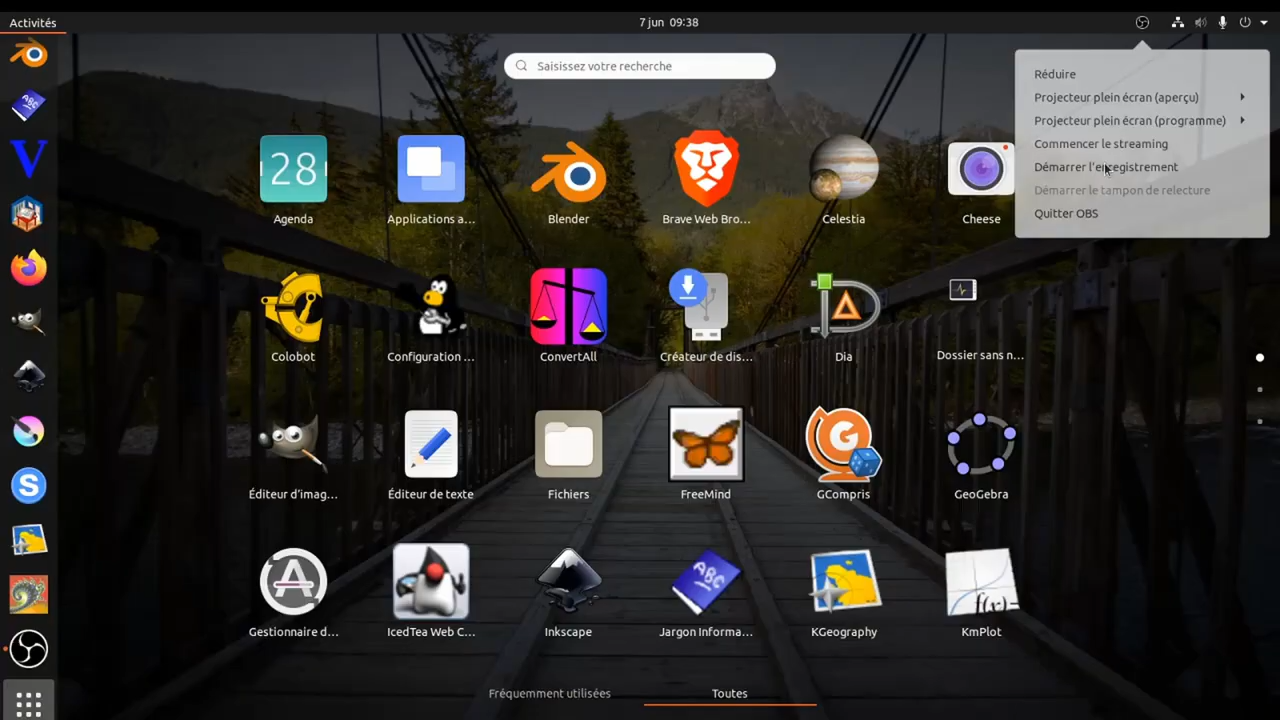 Activités
7 jun 09:38
Saisissez votre recherche
Réduire
Projecteur plein écran (aperçu)
Projecteur plein écran (programme)
Commencer le streaming
Démarrer l'enregistrement
Démarrer le tampon de relecture
Quitter OBS
28
Agenda
Applications a...
Blender
Brave Web Bro...
Celestia
Cheese
Colobot
Configuration ...
ConvertAll
Créateur de dis...
Dia
Dossier sans n...
Éditeur d'imag...
Éditeur de texte
Fichiers
FreeMind
GCompris
GeoGebra
ABC
f(x)=
Gestionnaire d...
IcedTea Web C...
Inkscape
Jargon Informa...
KGeography
KmPlot
Fréquemment utilisées
Toutes